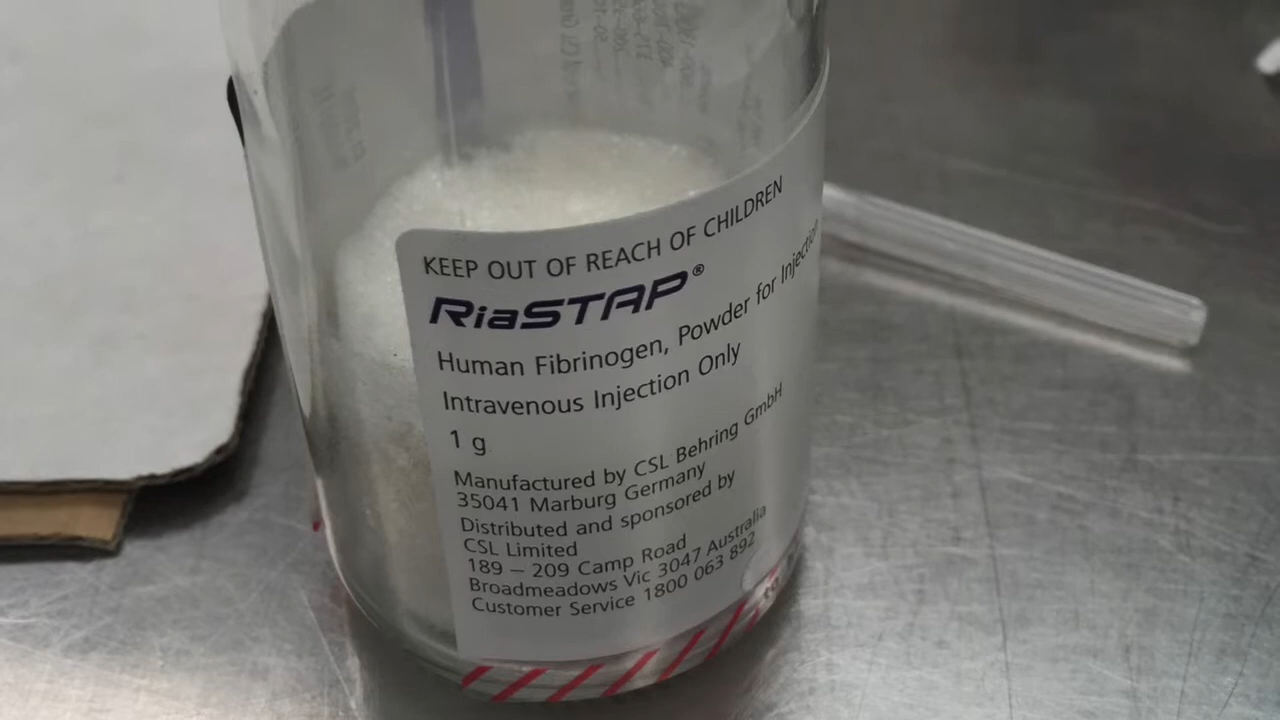 KEEP OUT OF REACH OF CHILDREN
RiaSTAP®
Human Fibrinogen, Powder for Injection
Intravenous Injection Only
1 g
Manufactured by CSL Behring GmbH
35041 Marburg Germany
Distributed and sponsored by
CSL Limited
189 – 209 Camp Road
Broadmeadows Vic 3047 Australia
Customer Service 1800 063 892